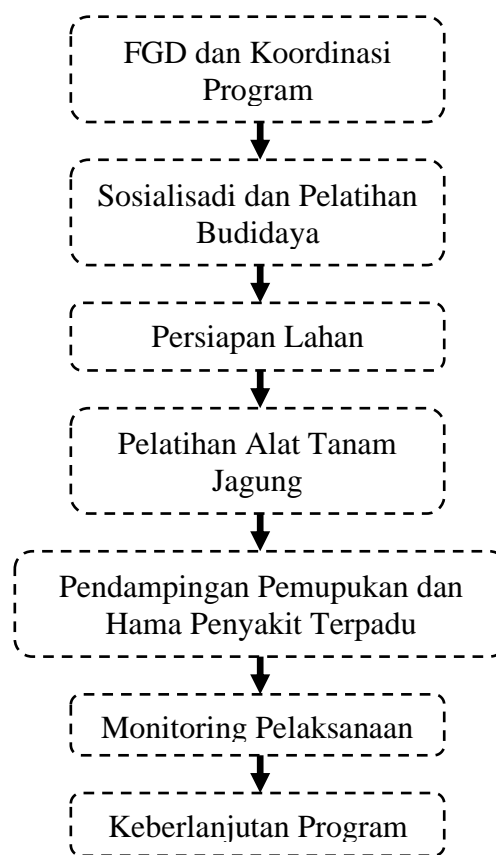 FGD dan Koordinasi
Program
Sosialisadi dan Pelatihan
Budidaya
Persiapan Lahan
Pelatihan Alat Tanam
Jagung
Pendampingan Pemupukan dan
Hama Penyakit Terpadu
Monitoring Pelaksanaan
Keberlanjutan Program